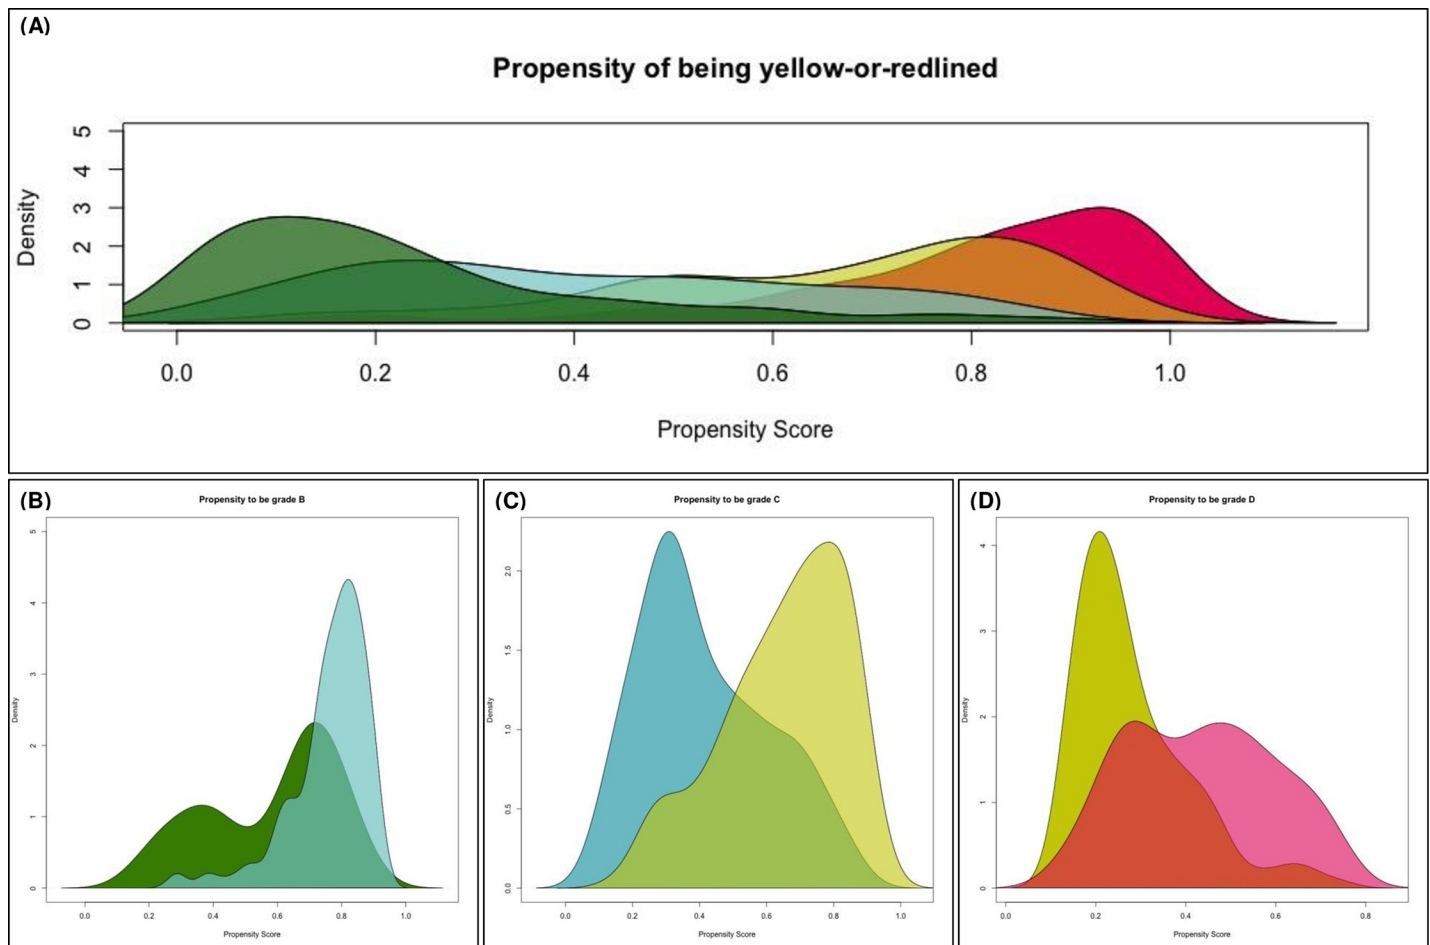 (A)
Propensity of being yellow-or-redlined
Density
5
4
3
2
1
0
0.0 0.2 0.4 0.6 0.8 1.0
Propensity Score
(B)
Propensity to be grade B
Density
5
4
3
2
1
0
0.0 0.2 0.4 0.6 0.8 1.0
Propensity Score
(C)
Propensity to be grade C
Density
2.0
1.5
1.0
0.5
0.0
0.0 0.2 0.4 0.6 0.8 1.0
Propensity Score
(D)
Propensity to be grade D
Density
4
3
2
1
0
0.0 0.2 0.4 0.6 0.8
Propensity Score